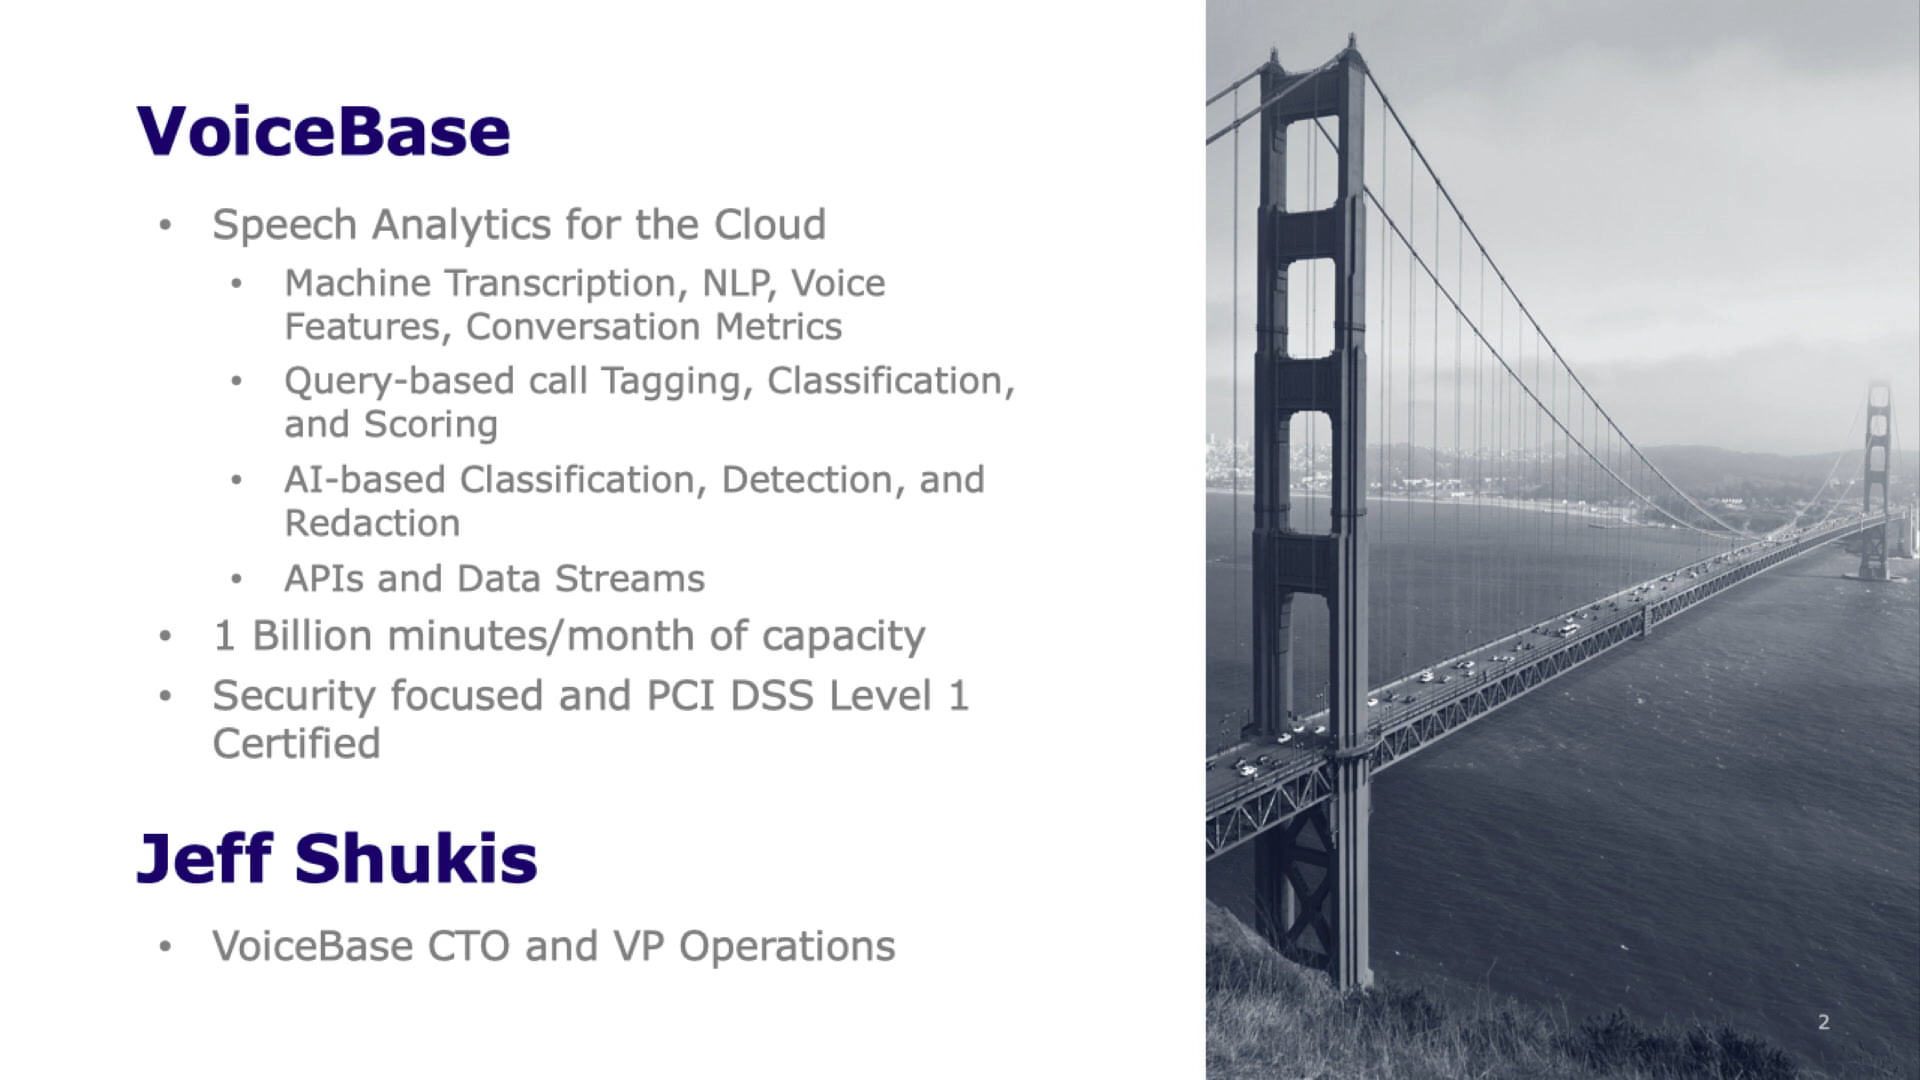 VoiceBase
• Speech Analytics for the Cloud
• Machine Transcription, NLP, Voice
Features, Conversation Metrics
• Query-based call Tagging, Classification,
and Scoring
• AI-based Classification, Detection, and
Redaction
• APIs and Data Streams
• 1 Billion minutes/month of capacity
• Security focused and PCI DSS Level 1
Certified
Jeff Shukis
• VoiceBase CTO and VP Operations
2